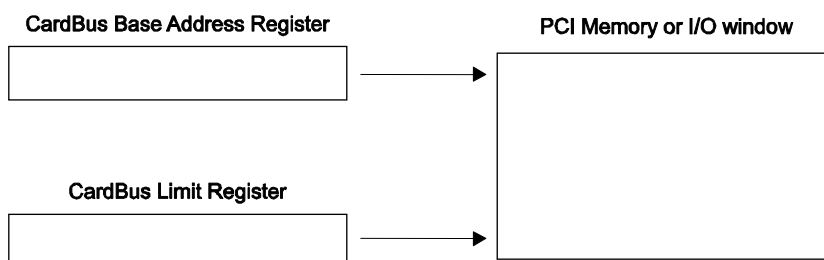 CardBus Base Address Register
PCI Memory or I/O window
CardBus Limit Register